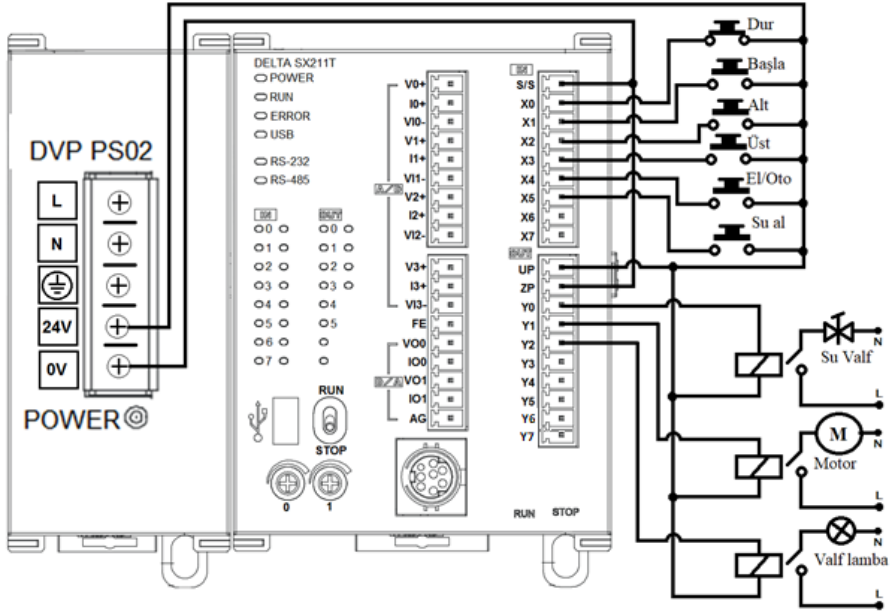 DVP PS02
L
N
24V
0V
POWER
DELTA SX211T
POWER
RUN
ERROR
USB
RS-232
RS-485
IN OUT
0 0
1 1
2 2
3 3
4 4
5 5
6
7
RUN
STOP
0 1
V0+
I0+
VI0-
V1+
I1+
VI1-
A/D
V2+
I2+
VI2-
V3+
I3+
VI3-
FE
VO0
IO0
D/A
VO1
IO1
AG
IN
S/S
X0
X1
X2
X3
X4
X5
X6
X7
OUT
UP
ZP
Y0
Y1
Y2
Y3
Y4
Y5
Y6
Y7
RUN STOP
Dur
Başla
Alt
Üst
El/Oto
Su al
Su Valf
N
L
M
Motor
N
L
Valf lamba
N
L